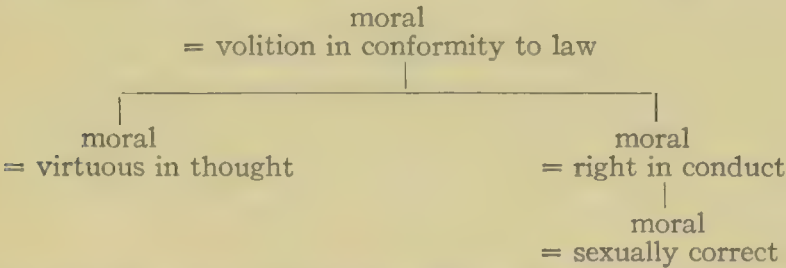 moral
= volition in conformity to law
moral
= virtuous in thought
moral
= right in conduct
moral
= sexually correct